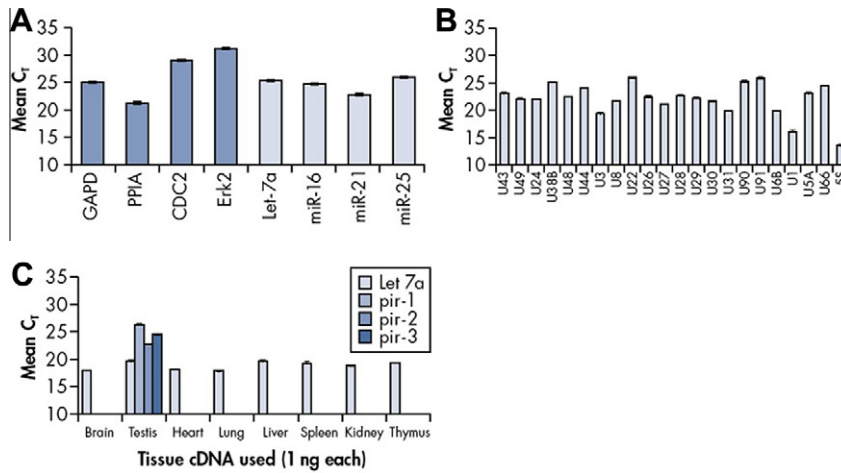 A
Mean CT
35
30
25
20
15
10
GAPD
PPIA
CDC2
Erk2
Let-7a
miR-16
miR-21
miR-25
B
Mean CT
35
30
25
20
15
10
U43
U49
U24
U38B
U48
U44
U3
U8
U22
U26
U27
U28
U29
U30
U31
U90
U91
U6B
U1
U5A
U66
5S
C
Mean CT
35
30
25
20
15
10
Let 7a
pir-1
pir-2
pir-3
Brain Testis Heart Lung Liver Spleen Kidney Thymus
Tissue cDNA used (1 ng each)